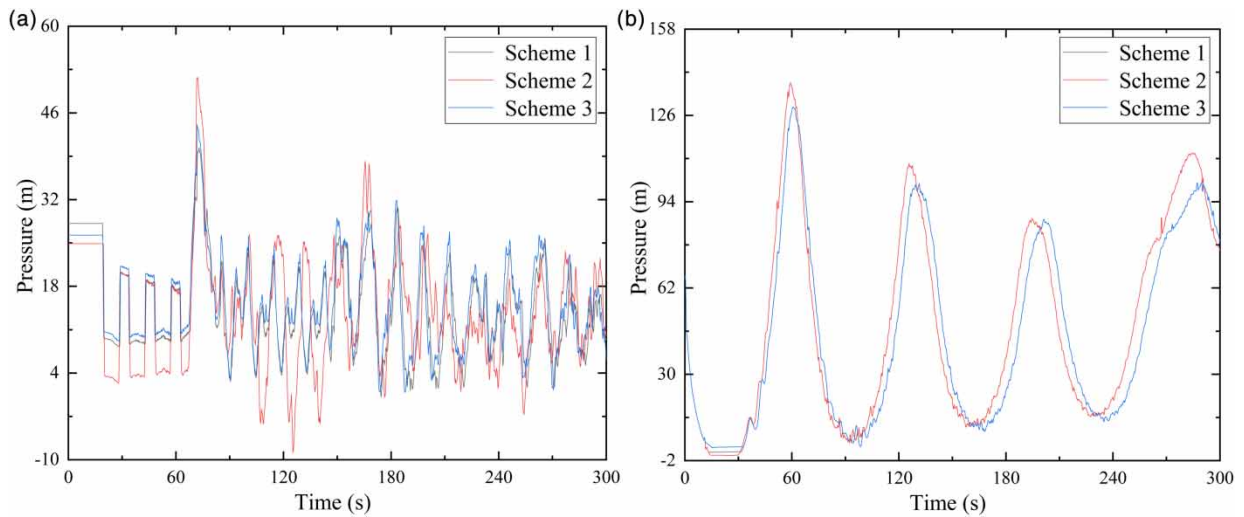 (a)
60
46
32
18
4
-10
Pressure (m)
0
60
120
180
240
300
Time (s)
Scheme 1
Scheme 2
Scheme 3
(b)
158
126
94
62
30
-2
Pressure (m)
0
60
120
180
240
300
Time (s)
Scheme 1
Scheme 2
Scheme 3